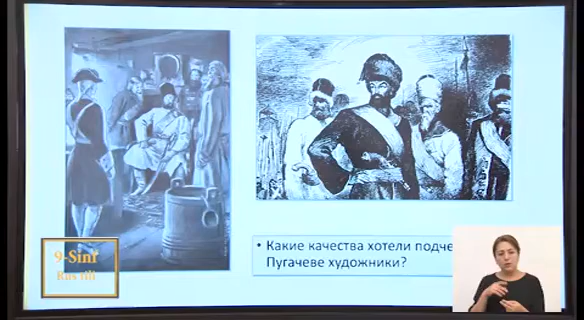 • Какие качества хотели
Пугачеве художники?
9-Sinf
Rus tili